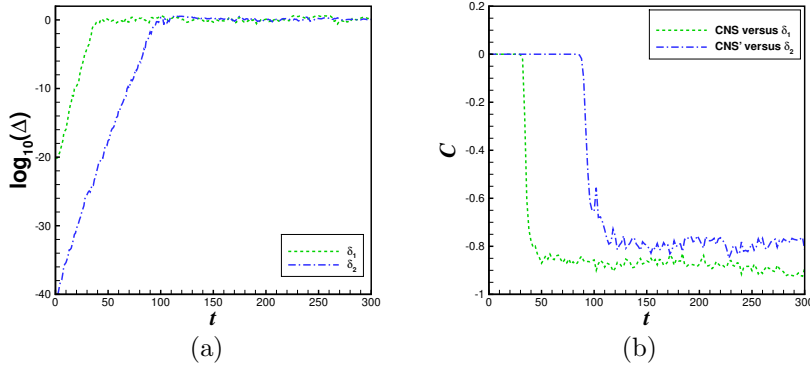 log₁₀(Δ)
0
-10
-20
-30
-40
0 50 100 150 200 250 300
t
δ₁
δ₂
(a)
C
0.2
0
-0.2
-0.4
-0.6
-0.8
-1
0 50 100 150 200 250 300
t
CNS versus δ₁
CNS' versus δ₂
(b)